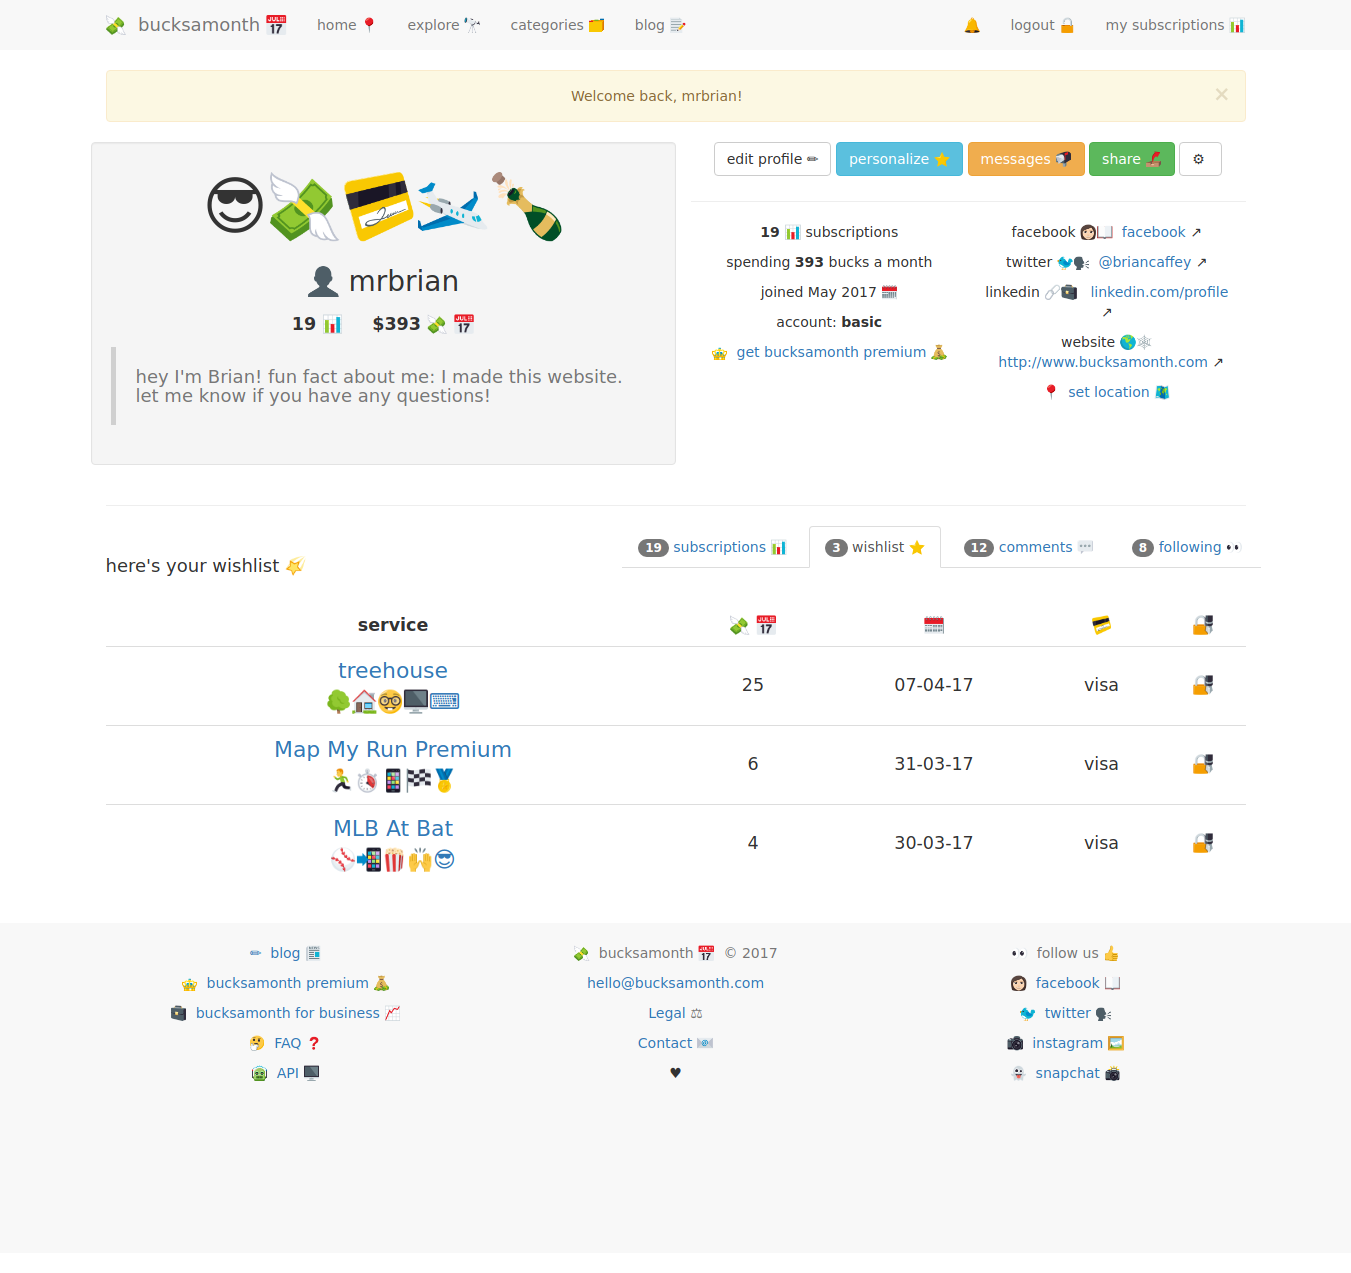 💸 bucksamonth 📅 home 📍 explore 🔭 categories 🗂️ blog 📝 🔔 logout 🔒 my subscriptions 📊
Welcome back, mrbrian! ×
😎💸💳🛩️🍾
👤 mrbrian
19 📊 $393 💸 📅
hey I'm Brian! fun fact about me: I made this website.
let me know if you have any questions!
edit profile ✏ personalize ⭐ messages 📬 share 📣 ⚙
19 📊 subscriptions
spending 393 bucks a month
joined May 2017 🗓️
account: basic
🚖 get bucksamonth premium 💰
facebook 👩📖 facebook ↗
twitter 🐦🗣️ @briancaffey ↗
linkedin 🔗💼 linkedin.com/profile
↗
website 🌎🕸️
http://www.bucksamonth.com ↗
📍 set location 🗾
here's your wishlist 🌟
19 subscriptions 📊 3 wishlist ⭐ 12 comments 💬 8 following 👀
service 💸 📅 🗓️ 💳 🔐
treehouse
🌳🏠🤓🖥️⌨
25 07-04-17 visa 🔐
Map My Run Premium
🏃⏱️📱🏁🏅
6 31-03-17 visa 🔐
MLB At Bat
⚾📲🍿🙌😎
4 30-03-17 visa 🔐
✏ blog 📰
🚖 bucksamonth premium 💰
💼 bucksamonth for business 📈
🤔 FAQ ❓
🤖 API 🖥️
💸 bucksamonth 📅 © 2017
hello@bucksamonth.com
Legal ⚖
Contact 📧
♥
👀 follow us 👍
👩 facebook 📖
🐦 twitter 🗣️
📷 instagram 🖼️
👻 snapchat 📸